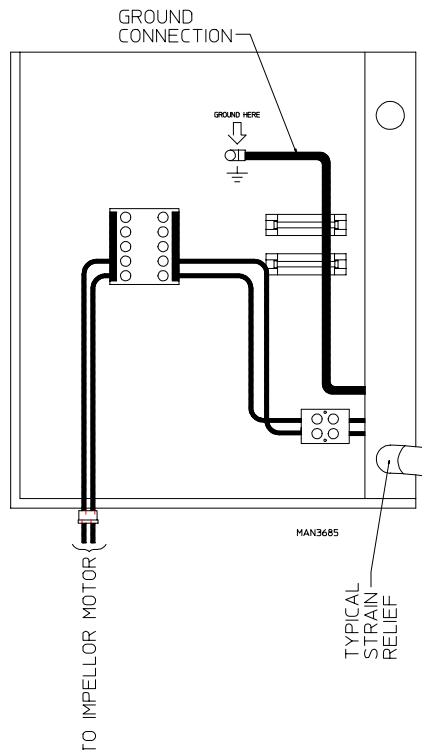 GROUND
CONNECTION
GROUND HERE
MAN3685
TO IMPELLOR MOTOR
TYPICAL
STRAIN
RELIEF